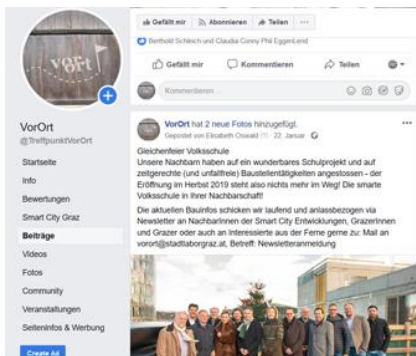 Gefällt mir Abonnieren Teilen ...
Berthold Schleich und Claudia Conny Phil EggenLend
Gefällt mir Kommentieren Teilen
Kommentieren ...
vor
ort
VorOrt hat 2 neue Fotos hinzugefügt.
Gepostet von Elisabeth Oswald · 22. Januar ·
VorOrt
@TreffpunktVorOrt
Startseite
Info
Bewertungen
Smart City Graz
Beiträge
Videos
Fotos
Community
Veranstaltungen
Seiteninfos & Werbung
Create Ad
Gleichenfeier Volksschule
Unsere Nachbarn haben auf ein wunderbares Schulprojekt und auf
zeitgerechte (und unfallfreie) Baustellentätigkeiten angestossen - der
Eröffnung im Herbst 2019 steht also nichts mehr im Weg! Die smarte
Volksschule in Ihrer Nachbarschaft!
Die aktuellen Bauinfos schicken wir laufend und anlassbezogen via
Newsletter an NachbarInnen der Smart City Entwicklungen, GrazerInnen
und Grazer oder auch an Interessierte aus der Ferne gerne zu: Mail an
vorort@stadtlaborgraz.at, Betreff: Newsletteranmeldung